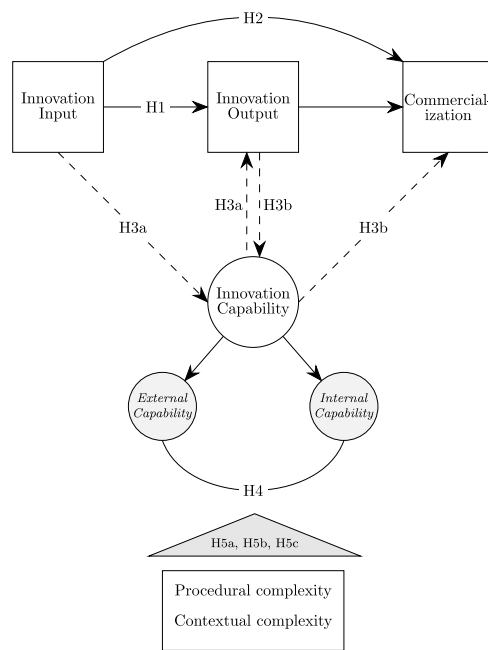 H2
Innovation
Input
H1
Innovation
Output
Commercial-
ization
H3a
H3a
H3b
H3b
Innovation
Capability
External
Capability
Internal
Capability
H4
H5a, H5b, H5c
Procedural complexity
Contextual complexity